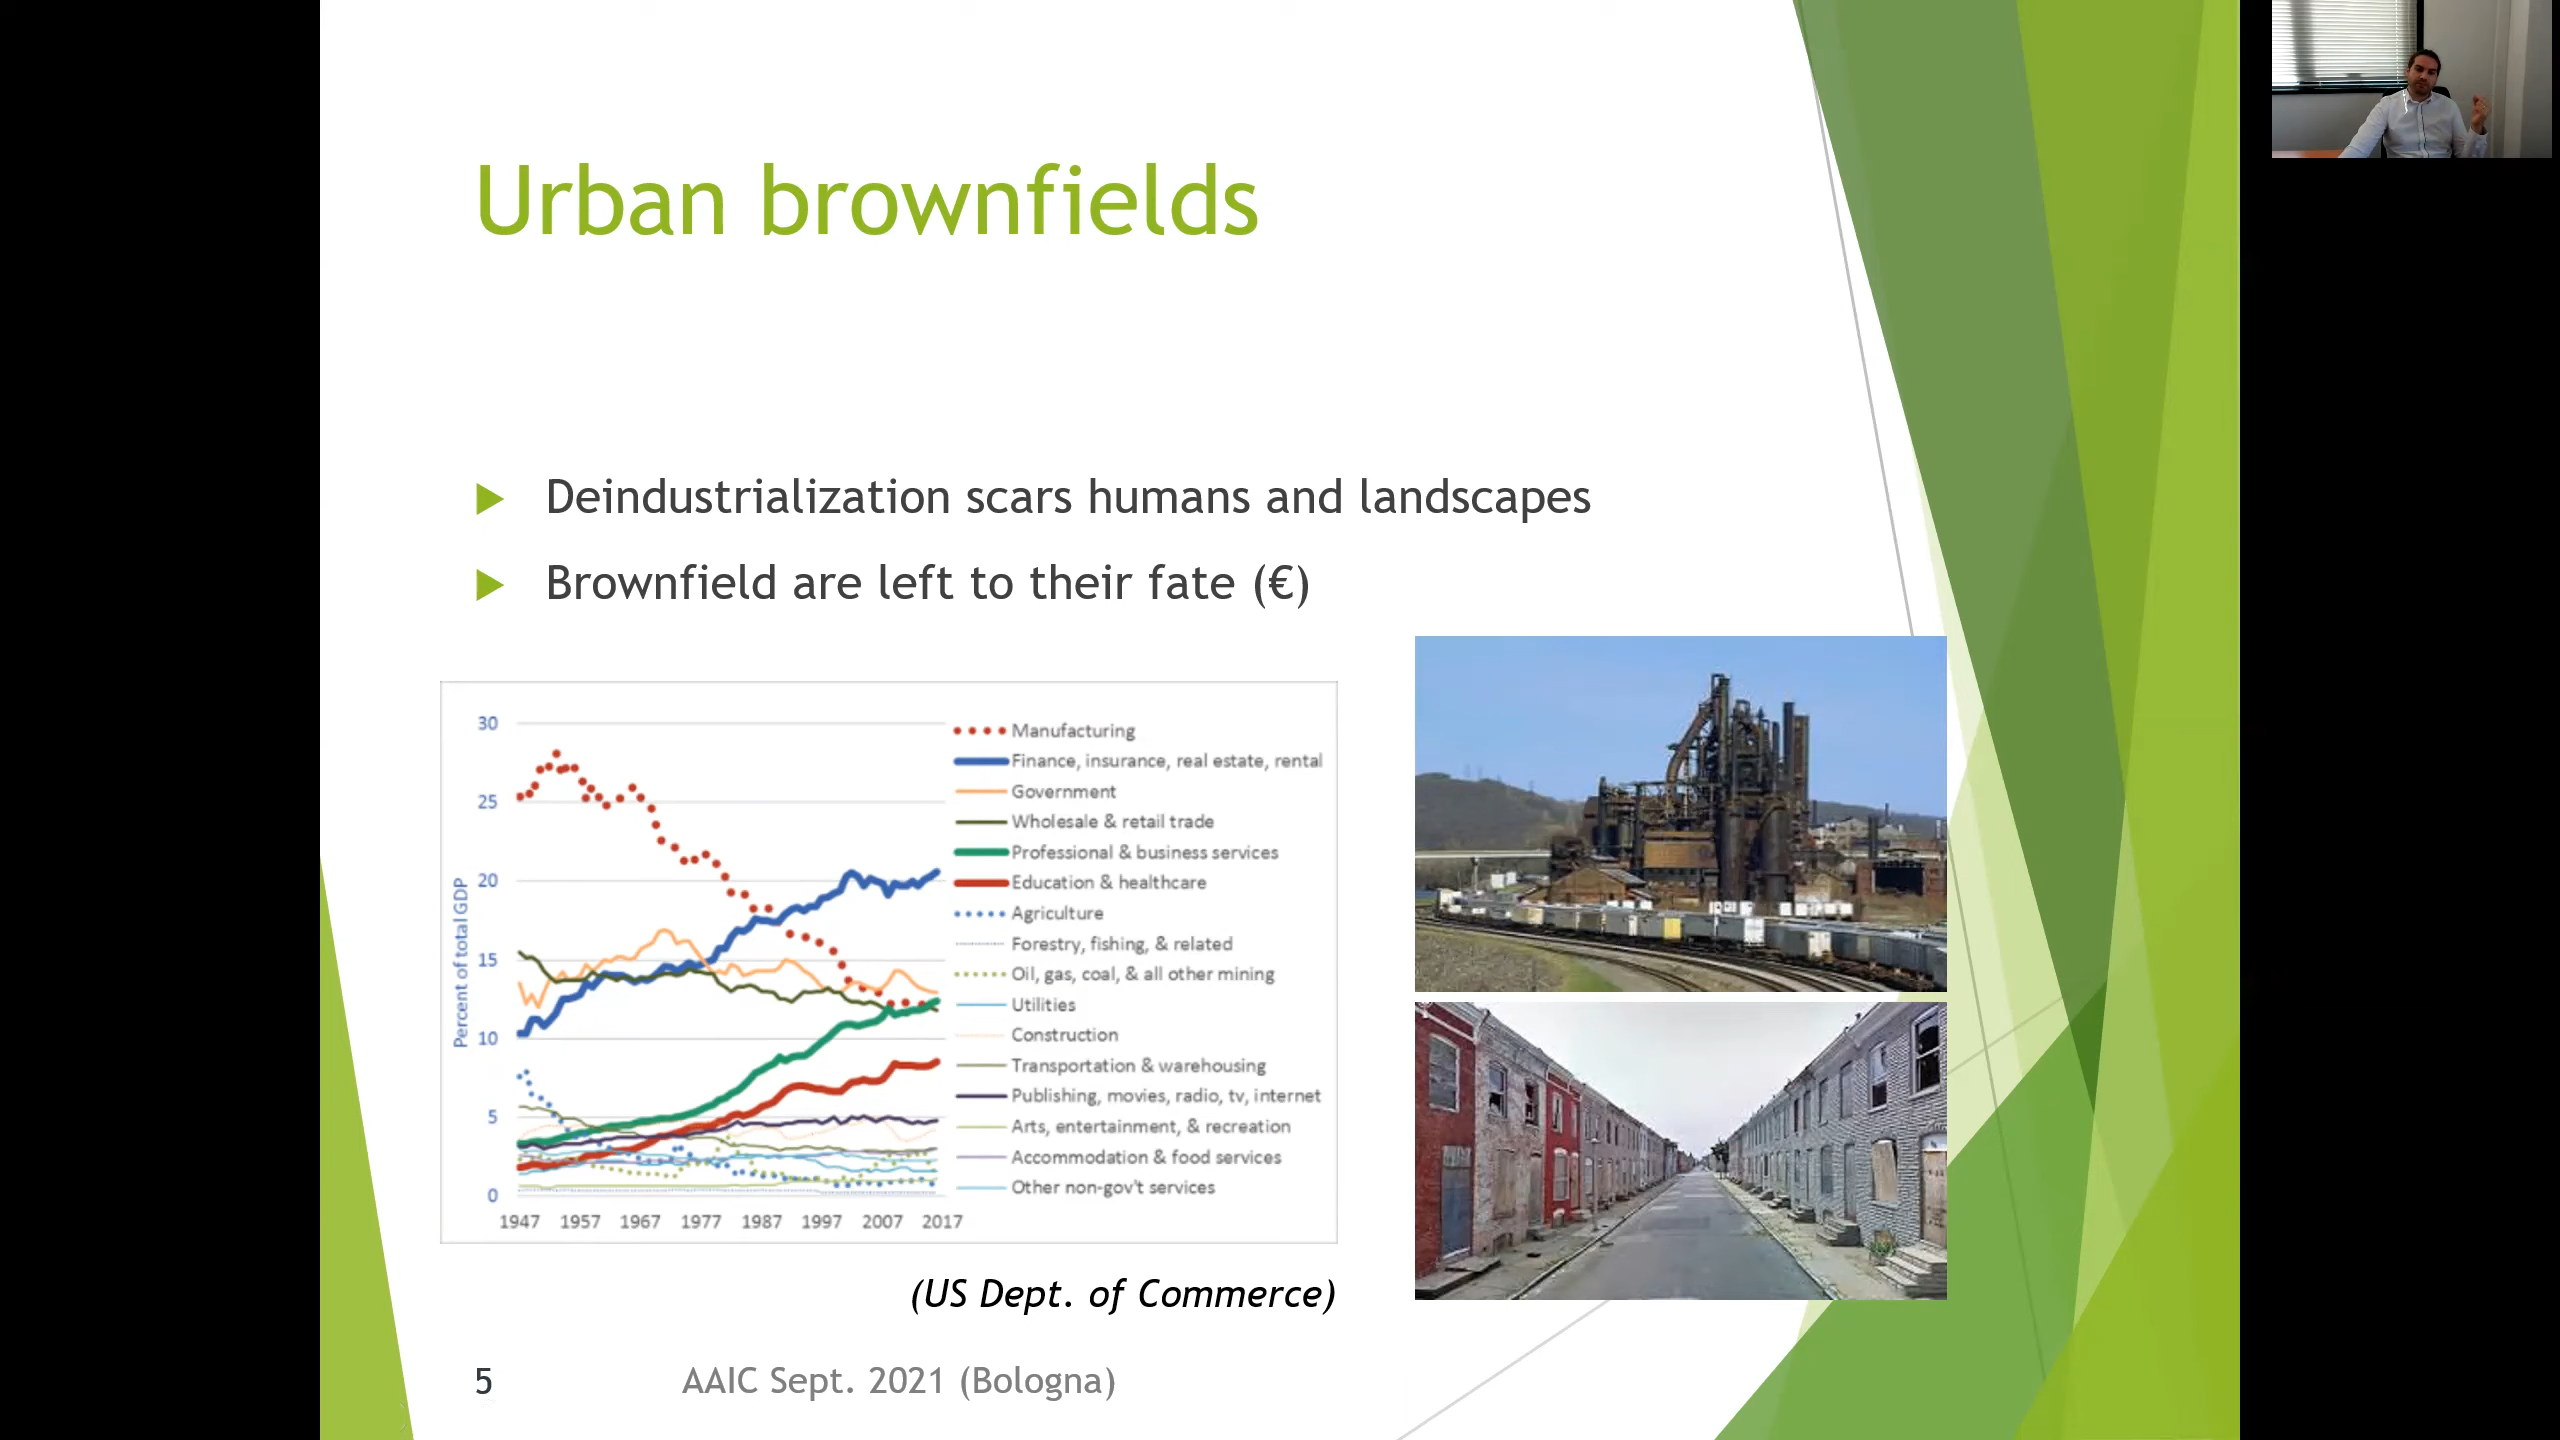 Urban brownfields
Deindustrialization scars humans and landscapes
Brownfield are left to their fate (€)
Percent of total GDP
30
25
20
15
10
5
0
1947 1957 1967 1977 1987 1997 2007 2017
Manufacturing
Finance, insurance, real estate, rental
Government
Wholesale & retail trade
Professional & business services
Education & healthcare
Agriculture
Forestry, fishing, & related
Oil, gas, coal, & all other mining
Utilities
Construction
Transportation & warehousing
Publishing, movies, radio, tv, internet
Arts, entertainment, & recreation
Accommodation & food services
Other non-gov't services
(US Dept. of Commerce)
5
AAIC Sept. 2021 (Bologna)